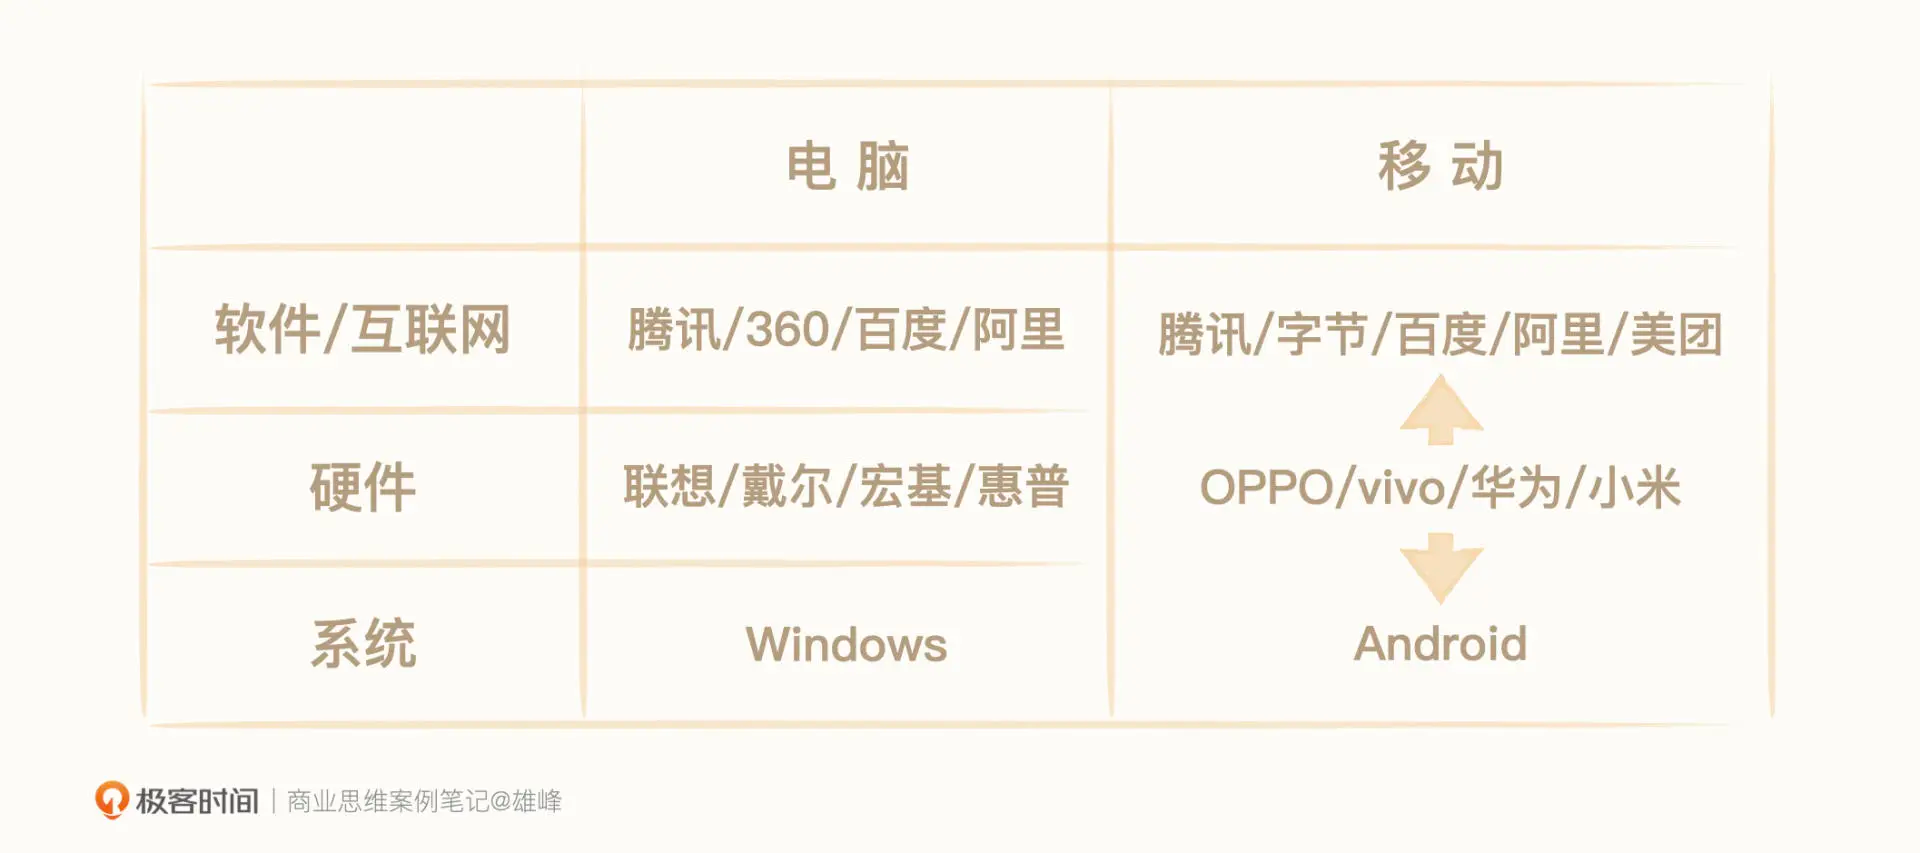 电脑 移动
软件/互联网 腾讯/360/百度/阿里 腾讯/字节/百度/阿里/美团
硬件 联想/戴尔/宏基/惠普 OPPO/vivo/华为/小米
系统 Windows Android
极客时间 | 商业思维案例笔记@雄峰